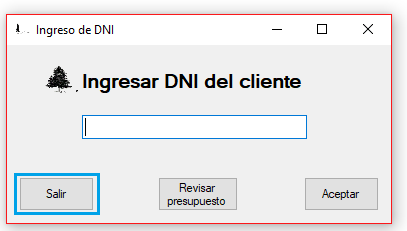 Ingreso de DNI
Ingresar DNI del cliente
Salir
Revisar
presupuesto
Aceptar